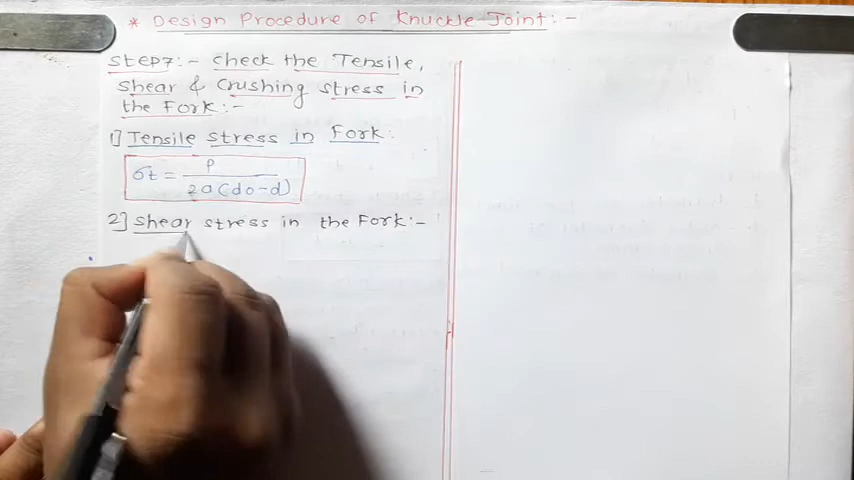 * Design Procedure of Knuckle Joint :-
Step7:- Check the Tensile,
shear & Crushing stress in
the Fork:-
1] Tensile stress in Fork:
σt = P / 2a(do-d)
2] Shear stress in the Fork:-